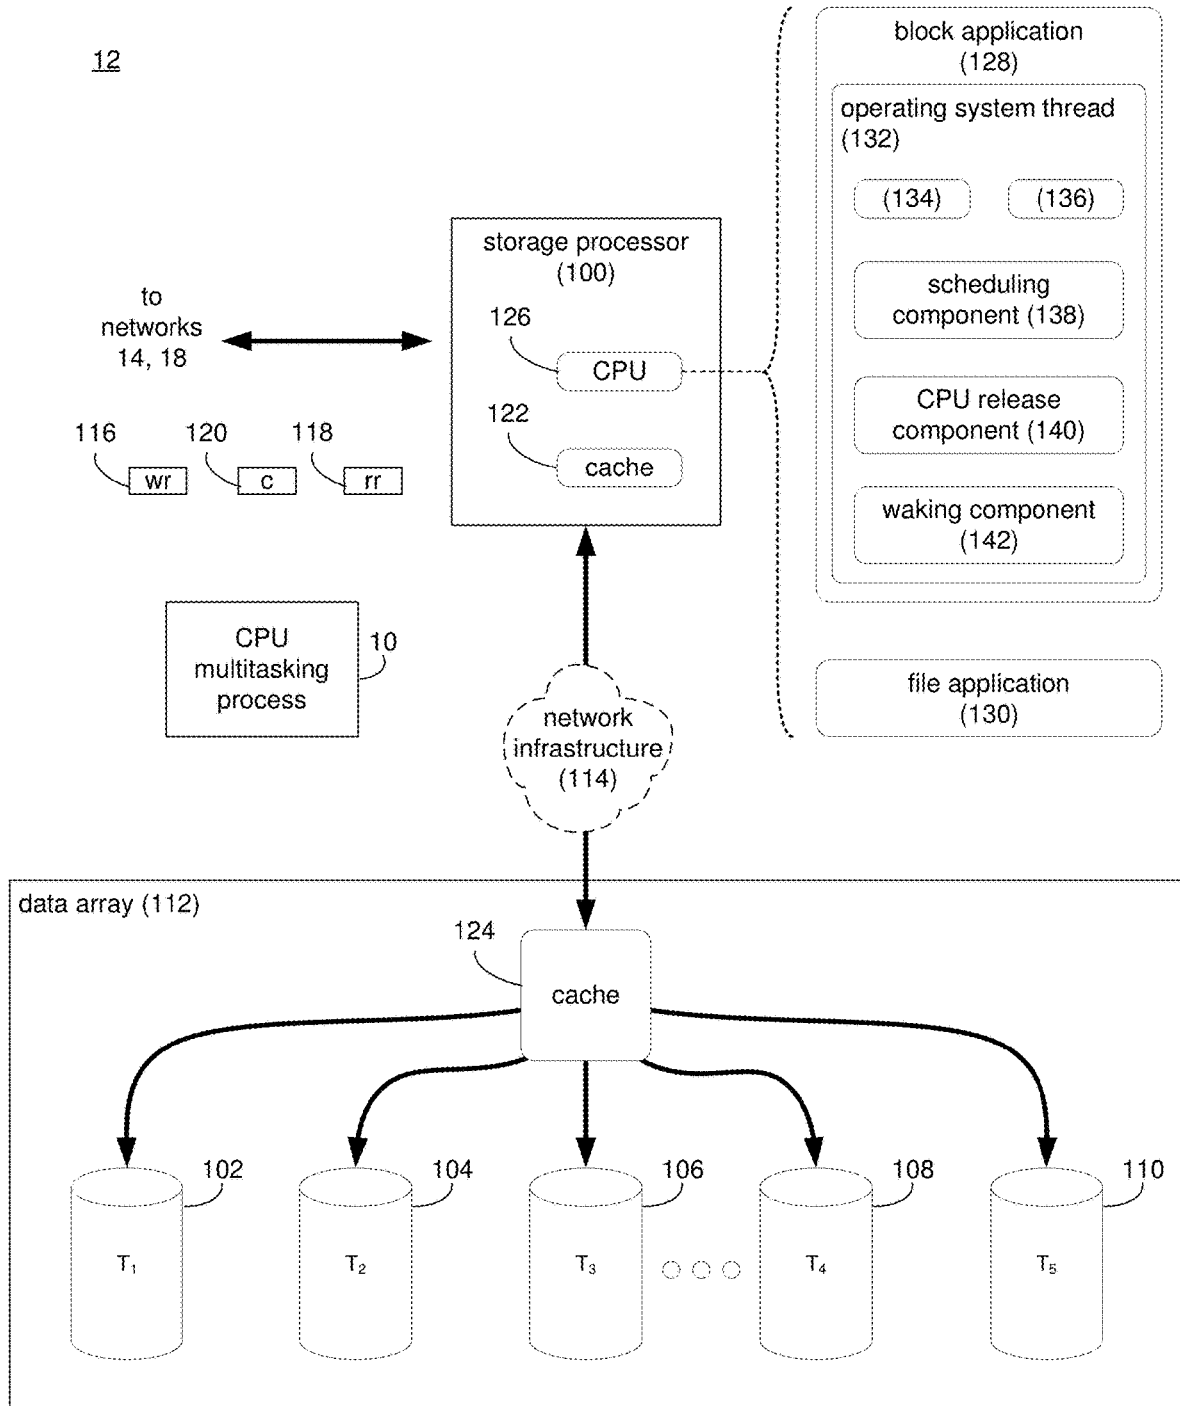 12
block application
(128)
operating system thread
(132)
(134)
(136)
scheduling
component (138)
CPU release
component (140)
waking component
(142)
file application
(130)
storage processor
(100)
126
CPU
122
cache
to
networks
14, 18
116
wr
120
c
118
rr
CPU
multitasking
process
10
network
infrastructure
(114)
data array (112)
124
cache
102
T1
104
T2
106
T3
108
T4
110
T5